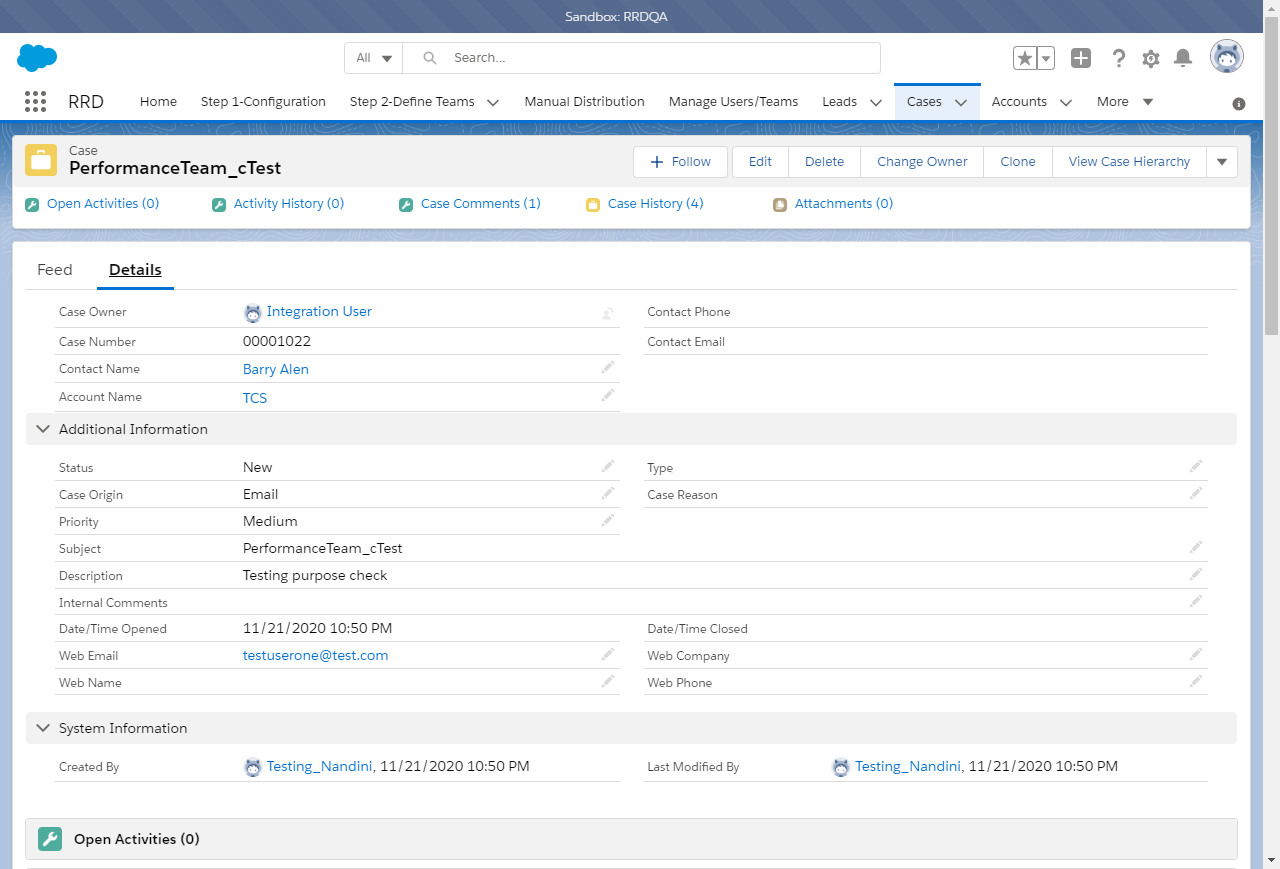 Sandbox: RRDQA
All Search...
RRD Home Step 1-Configuration Step 2-Define Teams Manual Distribution Manage Users/Teams Leads Cases Accounts More
Case
PerformanceTeam_cTest
Follow Edit Delete Change Owner Clone View Case Hierarchy
Open Activities (0) Activity History (0) Case Comments (1) Case History (4) Attachments (0)
Feed Details
Case Owner Integration User Contact Phone
Case Number 00001022 Contact Email
Contact Name Barry Alen
Account Name TCS
Additional Information
Status New Type
Case Origin Email Case Reason
Priority Medium
Subject PerformanceTeam_cTest
Description Testing purpose check
Internal Comments
Date/Time Opened 11/21/2020 10:50 PM Date/Time Closed
Web Email testuserone@test.com Web Company
Web Name Web Phone
System Information
Created By Testing_Nandini, 11/21/2020 10:50 PM Last Modified By Testing_Nandini, 11/21/2020 10:50 PM
Open Activities (0)